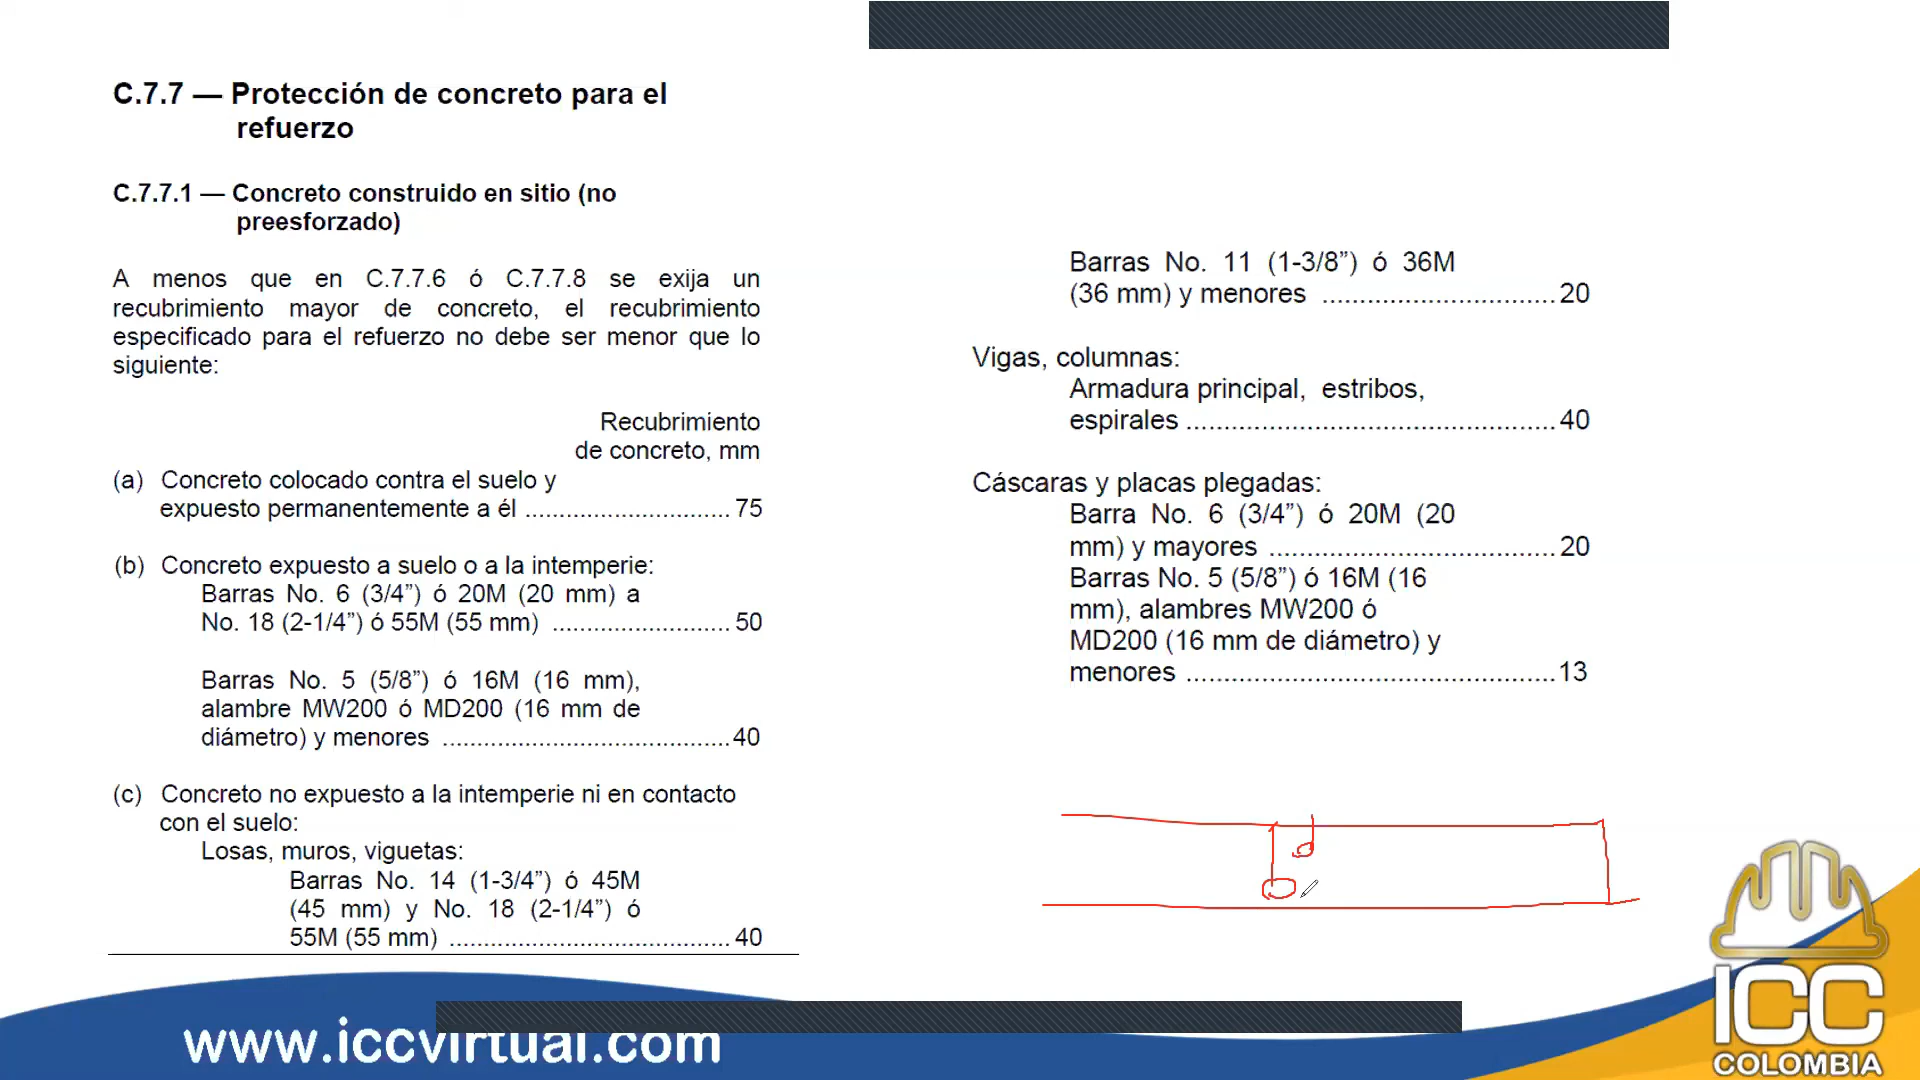 C.7.7 — Protección de concreto para el
refuerzo
C.7.7.1 — Concreto construido en sitio (no
preesforzado)
A menos que en C.7.7.6 ó C.7.7.8 se exija un
recubrimiento mayor de concreto, el recubrimiento
especificado para el refuerzo no debe ser menor que lo
siguiente:
Recubrimiento
de concreto, mm
(a) Concreto colocado contra el suelo y
expuesto permanentemente a él .............................. 75
(b) Concreto expuesto a suelo o a la intemperie:
Barras No. 6 (3/4”) ó 20M (20 mm) a
No. 18 (2-1/4”) ó 55M (55 mm) .......................... 50
Barras No. 5 (5/8”) ó 16M (16 mm),
alambre MW200 ó MD200 (16 mm de
diámetro) y menores .......................................... 40
(c) Concreto no expuesto a la intemperie ni en contacto
con el suelo:
Losas, muros, viguetas:
Barras No. 14 (1-3/4”) ó 45M
(45 mm) y No. 18 (2-1/4”) ó
55M (55 mm) ......................................... 40
Barras No. 11 (1-3/8”) ó 36M
(36 mm) y menores .............................. 20
Vigas, columnas:
Armadura principal, estribos,
espirales ................................................ 40
Cáscaras y placas plegadas:
Barra No. 6 (3/4”) ó 20M (20
mm) y mayores ..................................... 20
Barras No. 5 (5/8”) ó 16M (16
mm), alambres MW200 ó
MD200 (16 mm de diámetro) y
menores ................................................ 13
www.iccvirtual.com
ICC
COLOMBIA